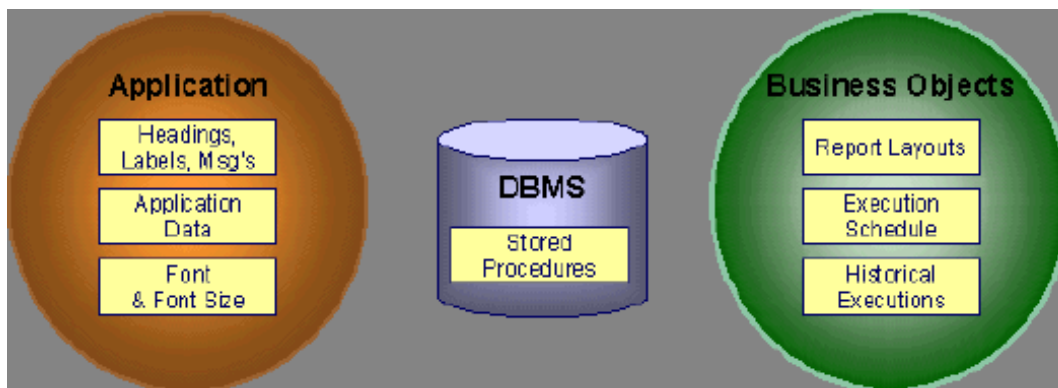 Application
Headings,
Labels, Msg's
Application
Data
Font
& Font Size
DBMS
Stored
Procedures
Business Objects
Report Layouts
Execution
Schedule
Historical
Executions